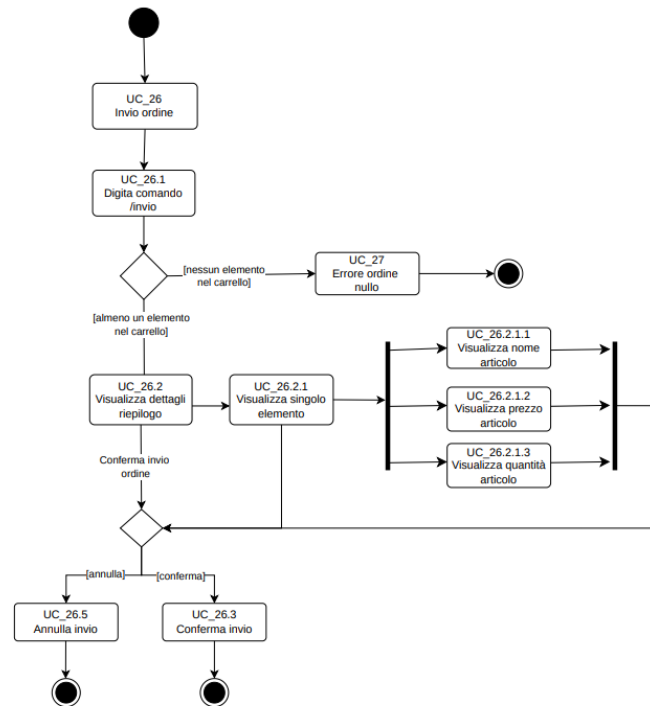 UC_26
Invio ordine
UC_26.1
Digita comando
/invio
[nessun elemento
nel carrello]
UC_27
Errore ordine
nullo
[almeno un elemento
nel carrello]
UC_26.2
Visualizza dettagli
riepilogo
UC_26.2.1
Visualizza singolo
elemento
UC_26.2.1.1
Visualizza nome
articolo
UC_26.2.1.2
Visualizza prezzo
articolo
UC_26.2.1.3
Visualizza quantità
articolo
Conferma invio
ordine
[annulla]
[conferma]
UC_26.5
Annulla invio
UC_26.3
Conferma invio